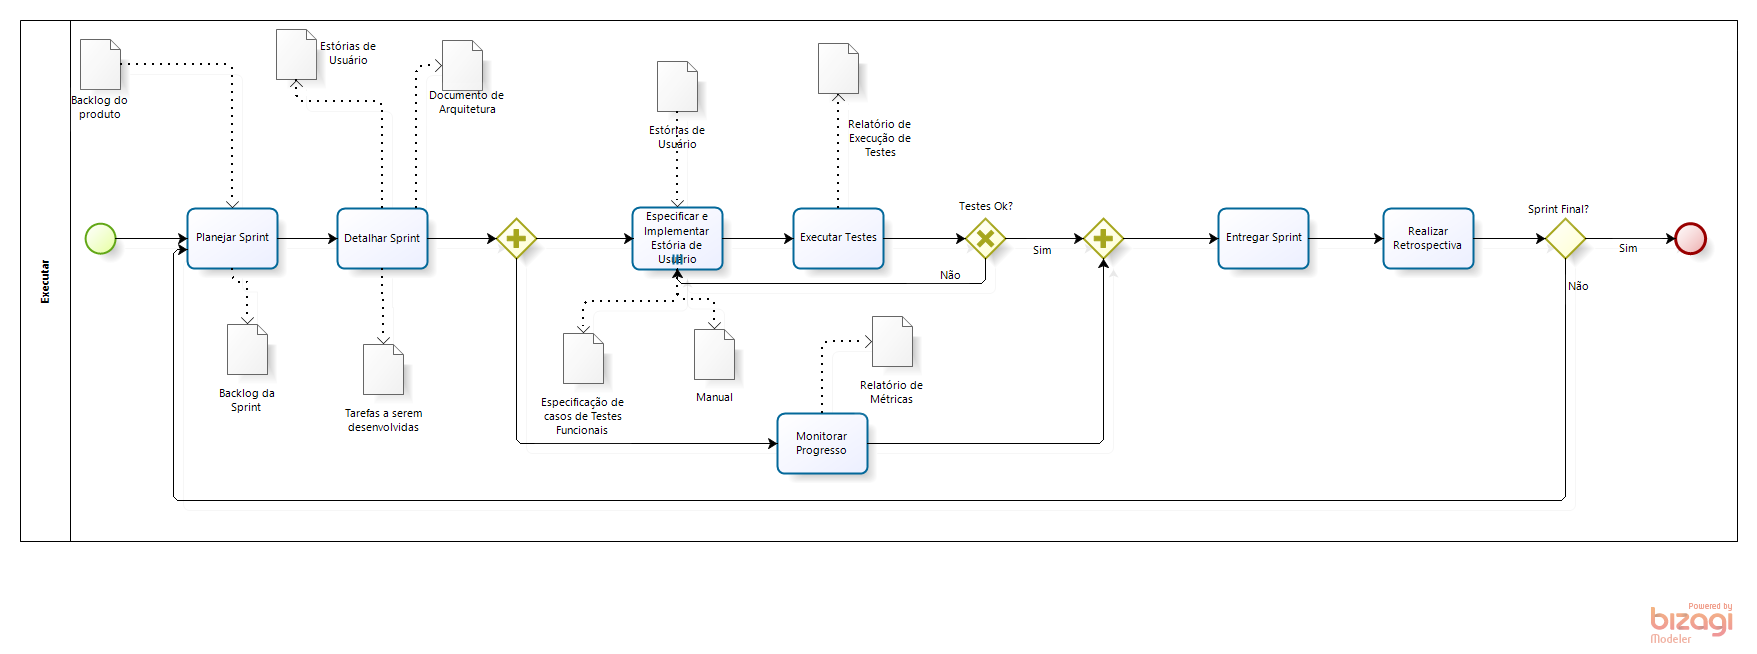 Executar
Backlog do
produto
Estórias de
Usuário
Documento de
Arquitetura
Estórias de
Usuário
Relatório de
Execução de
Testes
Planejar Sprint
Detalhar Sprint
Especificar e
Implementar
Estória de
Usuário
Executar Testes
Testes Ok?
Sim
Não
Entregar Sprint
Realizar
Retrospectiva
Sprint Final?
Sim
Não
Backlog da
Sprint
Tarefas a serem
desenvolvidas
Especificação de
casos de Testes
Funcionais
Manual
Relatório de
Métricas
Monitorar
Progresso
Powered by
bizagi
Modeler